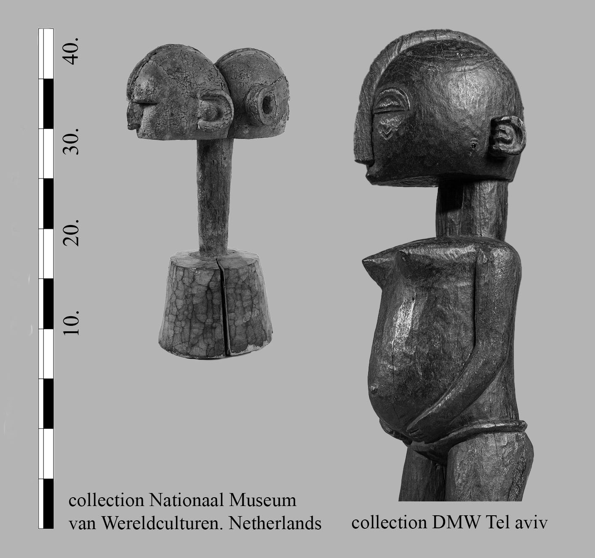 40.
30.
20.
10.
collection Nationaal Museum
van Wereldculturen. Netherlands
collection DMW Tel aviv